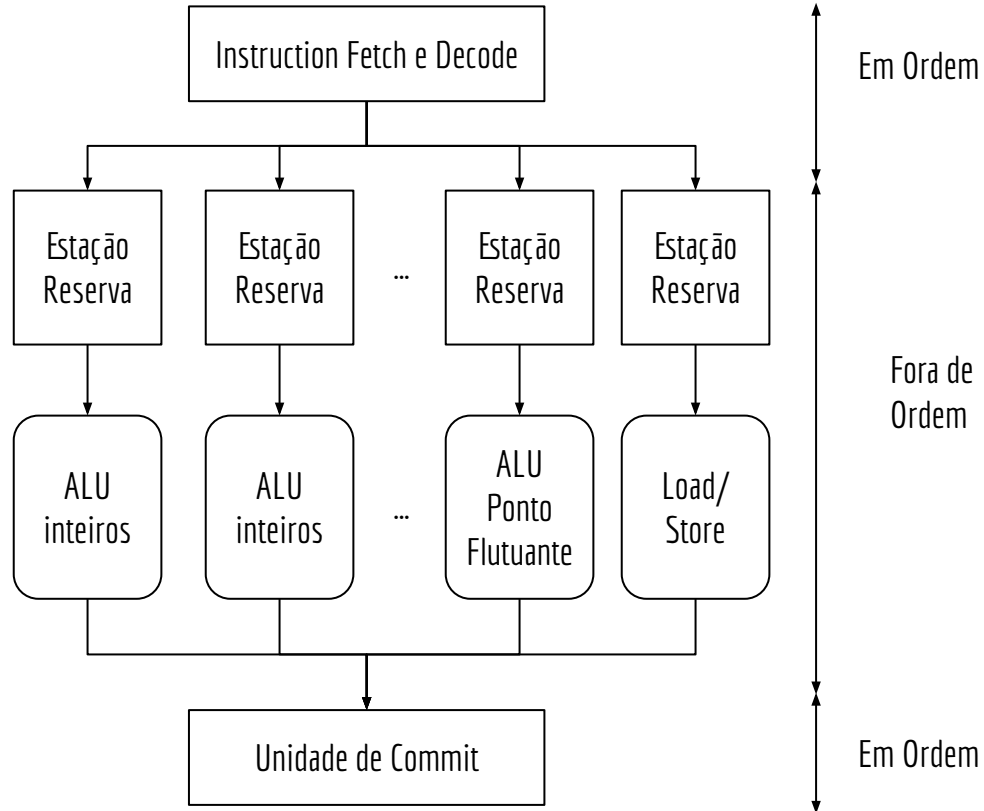 Instruction Fetch e Decode
Em Ordem
Estação
Reserva
Estação
Reserva
...
Estação
Reserva
Estação
Reserva
Fora de
Ordem
ALU
inteiros
ALU
inteiros
...
ALU
Ponto
Flutuante
Load/
Store
Unidade de Commit
Em Ordem